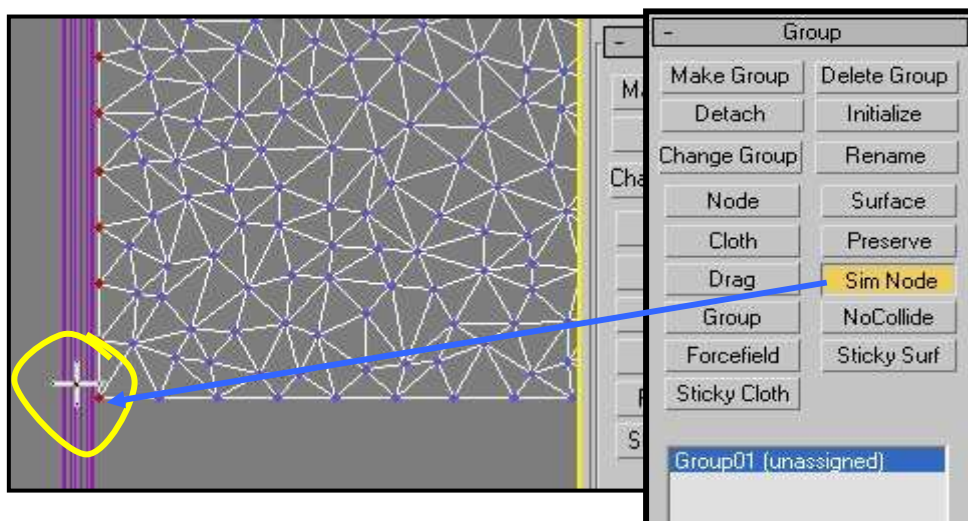 - Group
Make Group Delete Group
Detach Initialize
Change Group Rename
Node Surface
Cloth Preserve
Drag Sim Node
Group NoCollide
Forcefield Sticky Surf
Sticky Cloth
Group01 (unassigned)